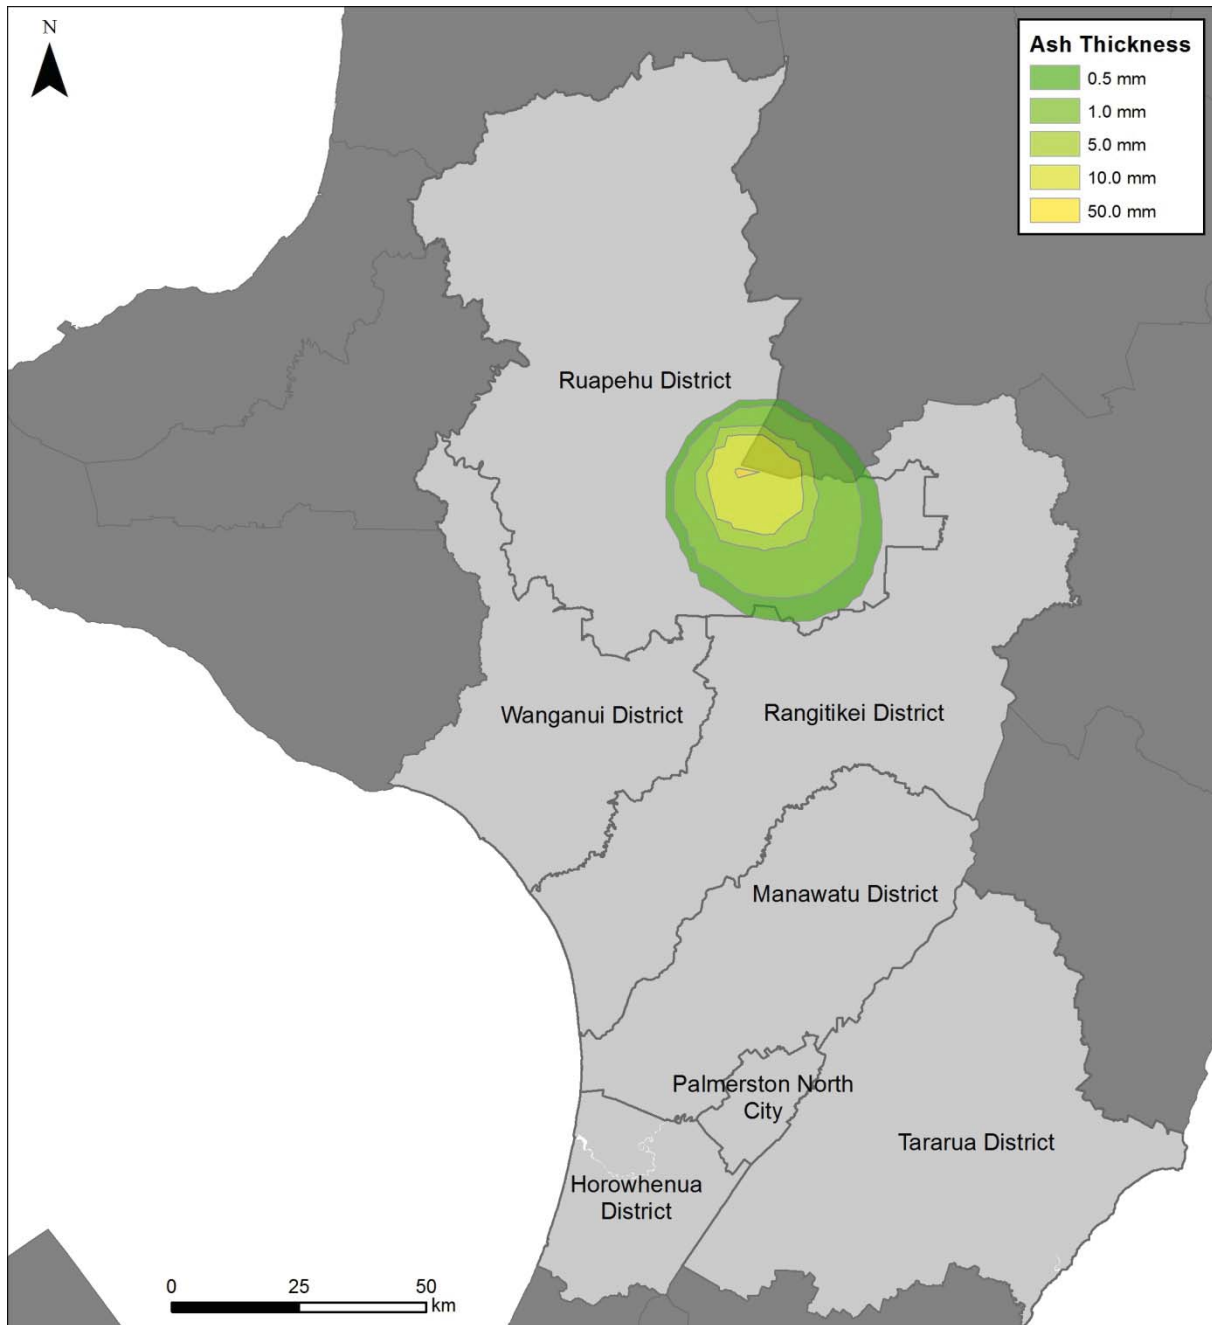 N
Ash Thickness
0.5 mm
1.0 mm
5.0 mm
10.0 mm
50.0 mm
Ruapehu District
Wanganui District
Rangitikei District
Manawatu District
Palmerston North
City
Tararua District
Horowhenua
District
0 25 50
km